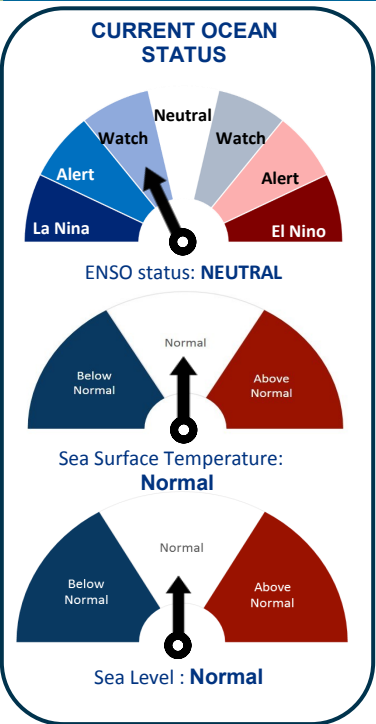 CURRENT OCEAN
STATUS
Neutral
Watch
Watch
Alert
Alert
La Nina
El Nino
ENSO status: NEUTRAL
Normal
Below
Normal
Above
Normal
Sea Surface Temperature:
Normal
Normal
Below
Normal
Above
Normal
Sea Level : Normal